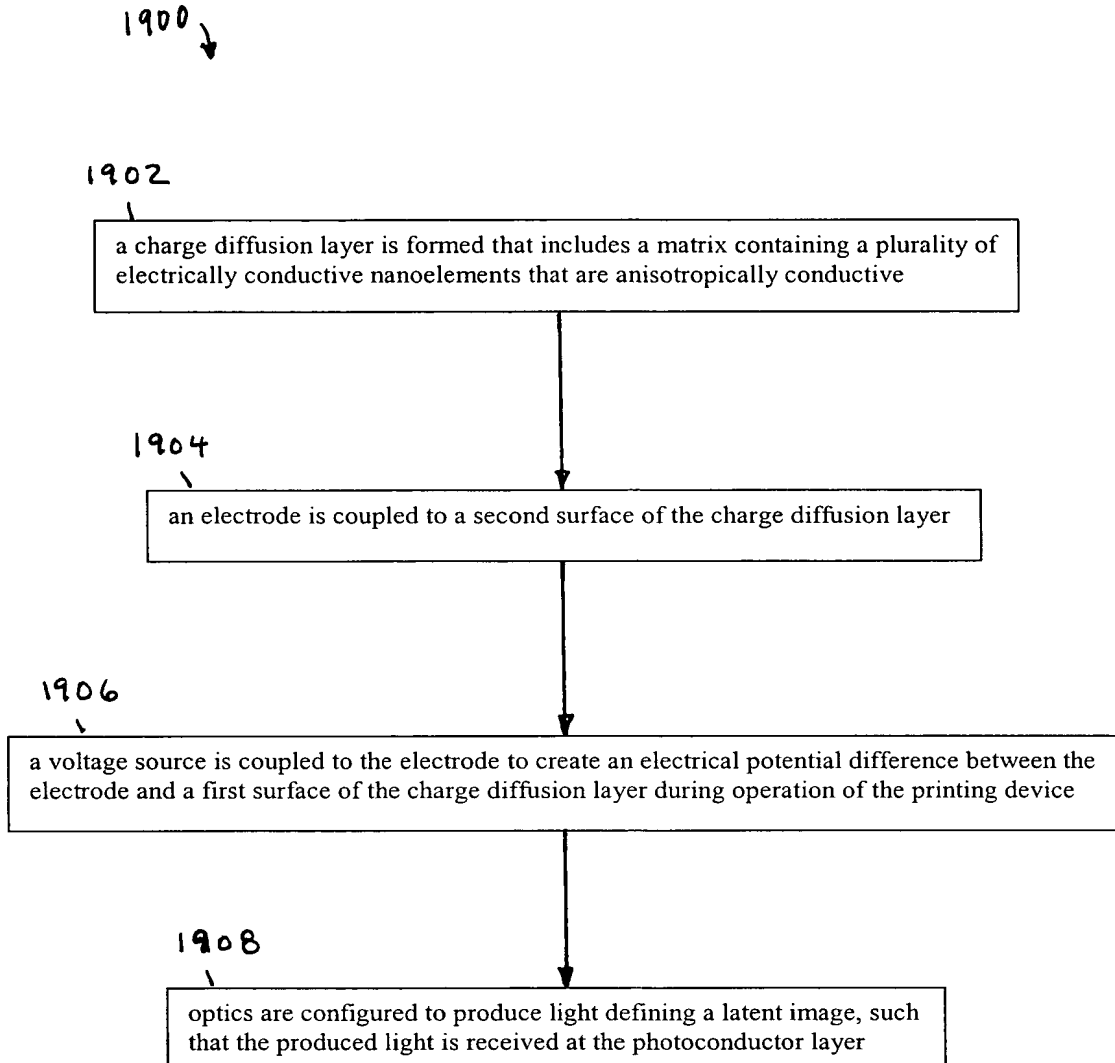 1900
1902
a charge diffusion layer is formed that includes a matrix containing a plurality of
electrically conductive nanoelements that are anisotropically conductive
1904
an electrode is coupled to a second surface of the charge diffusion layer
1906
a voltage source is coupled to the electrode to create an electrical potential difference between the
electrode and a first surface of the charge diffusion layer during operation of the printing device
1908
optics are configured to produce light defining a latent image, such
that the produced light is received at the photoconductor layer